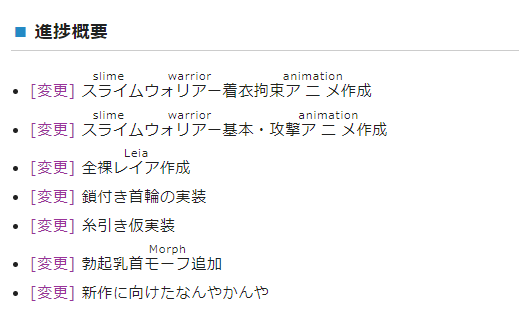 進捗概要
slime warrior animation
[変更] スライムウォリアー着衣拘束アニメ作成
slime warrior animation
[変更] スライムウォリアー基本・攻撃アニメ作成
Leia
[変更] 全裸レイア作成
[変更] 鎖付き首輪の実装
[変更] 糸引き仮実装
Morph
[変更] 勃起乳首モーフ追加
[変更] 新作に向けたなんやかんや